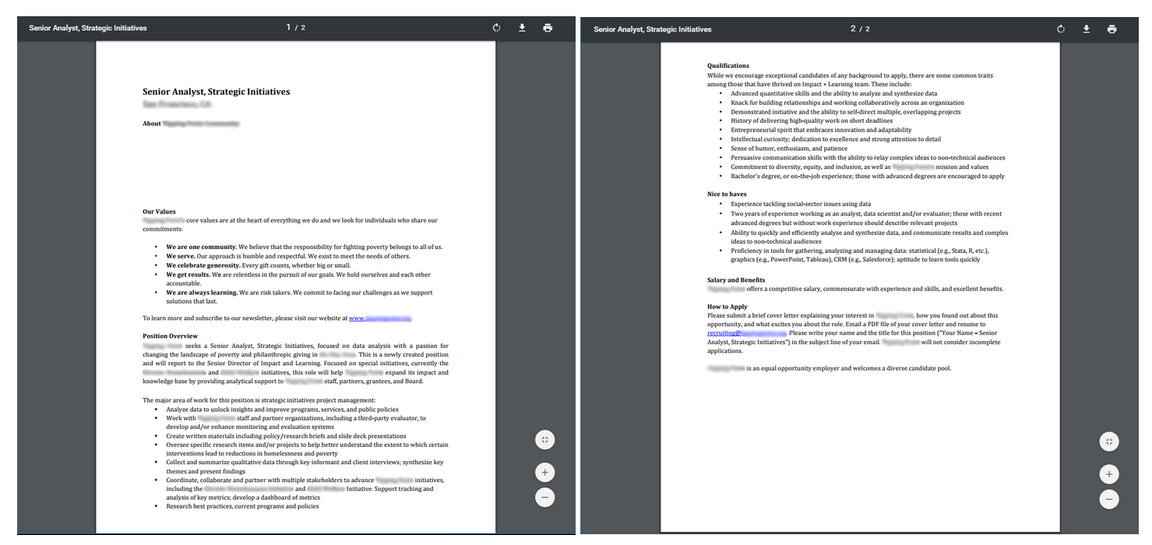 Senior Analyst, Strategic Initiatives
1 / 2
Senior Analyst, Strategic Initiatives
About
Our Values
core values are at the heart of everything we do and we look for individuals who share our
commitments:
• We are one community. We believe that the responsibility for fighting poverty belongs to all of us.
• We serve. Our approach is humble and respectful. We exist to meet the needs of others.
• We celebrate generosity. Every gift counts, whether big or small.
• We get results. We are relentless in the pursuit of our goals. We hold ourselves and each other
accountable.
• We are always learning. We are risk takers. We commit to facing our challenges as we support
solutions that last.
To learn more and subscribe to our newsletter, please visit our website at www.
Position Overview
seeks a Senior Analyst, Strategic Initiatives, focused on data analysis with a passion for
changing the landscape of poverty and philanthropic giving in . This is a newly created position
and will report to the Senior Director of Impact and Learning. Focused on special initiatives, currently the
and initiatives, this role will help expand its impact and
knowledge base by providing analytical support to staff, partners, grantees, and Board.
The major area of work for this position is strategic initiatives project management:
• Analyze data to unlock insights and improve programs, services, and public policies
• Work with staff and partner organizations, including a third-party evaluator, to
develop and/or enhance monitoring and evaluation systems
• Create written materials including policy/research briefs and slide deck presentations
• Oversee specific research items and/or projects to help better understand the extent to which certain
interventions lead to reductions in homelessness and poverty
• Collect and summarize qualitative data through key informant and client interviews; synthesize key
themes and present findings
• Coordinate, collaborate and partner with multiple stakeholders to advance initiatives,
including the and Initiative. Support tracking and
analysis of key metrics; develop a dashboard of metrics
• Research best practices, current programs and policies
Senior Analyst, Strategic Initiatives
2 / 2
Qualifications
While we encourage exceptional candidates of any background to apply, there are some common traits
among those that have thrived on Impact + Learning team. These include:
• Advanced quantitative skills and the ability to analyze and synthesize data
• Knack for building relationships and working collaboratively across an organization
• Demonstrated initiative and the ability to self-direct multiple, overlapping projects
• History of delivering high-quality work on short deadlines
• Entrepreneurial spirit that embraces innovation and adaptability
• Intellectual curiosity; dedication to excellence and strong attention to detail
• Sense of humor, enthusiasm, and patience
• Persuasive communication skills with the ability to relay complex ideas to non-technical audiences
• Commitment to diversity, equity, and inclusion, as well as mission and values
• Bachelor's degree, or on-the-job experience; those with advanced degrees are encouraged to apply
Nice to haves
• Experience tackling social-sector issues using data
• Two years of experience working as an analyst, data scientist and/or evaluator; those with recent
advanced degrees but without work experience should describe relevant projects
• Ability to quickly and efficiently analyze and synthesize data, and communicate results and complex
ideas to non-technical audiences
• Proficiency in tools for gathering, analyzing and managing data: statistical (e.g., Stata, R, etc.),
graphics (e.g., PowerPoint, Tableau), CRM (e.g., Salesforce); aptitude to learn tools quickly
Salary and Benefits
offers a competitive salary, commensurate with experience and skills, and excellent benefits.
How to Apply
Please submit a brief cover letter explaining your interest in , how you found out about this
opportunity, and what excites you about the role. Email a PDF file of your cover letter and resume to
recruiting@ . Please write your name and the title for this position ("Your Name – Senior
Analyst, Strategic Initiatives") in the subject line of your email. will not consider incomplete
applications.
is an equal opportunity employer and welcomes a diverse candidate pool.